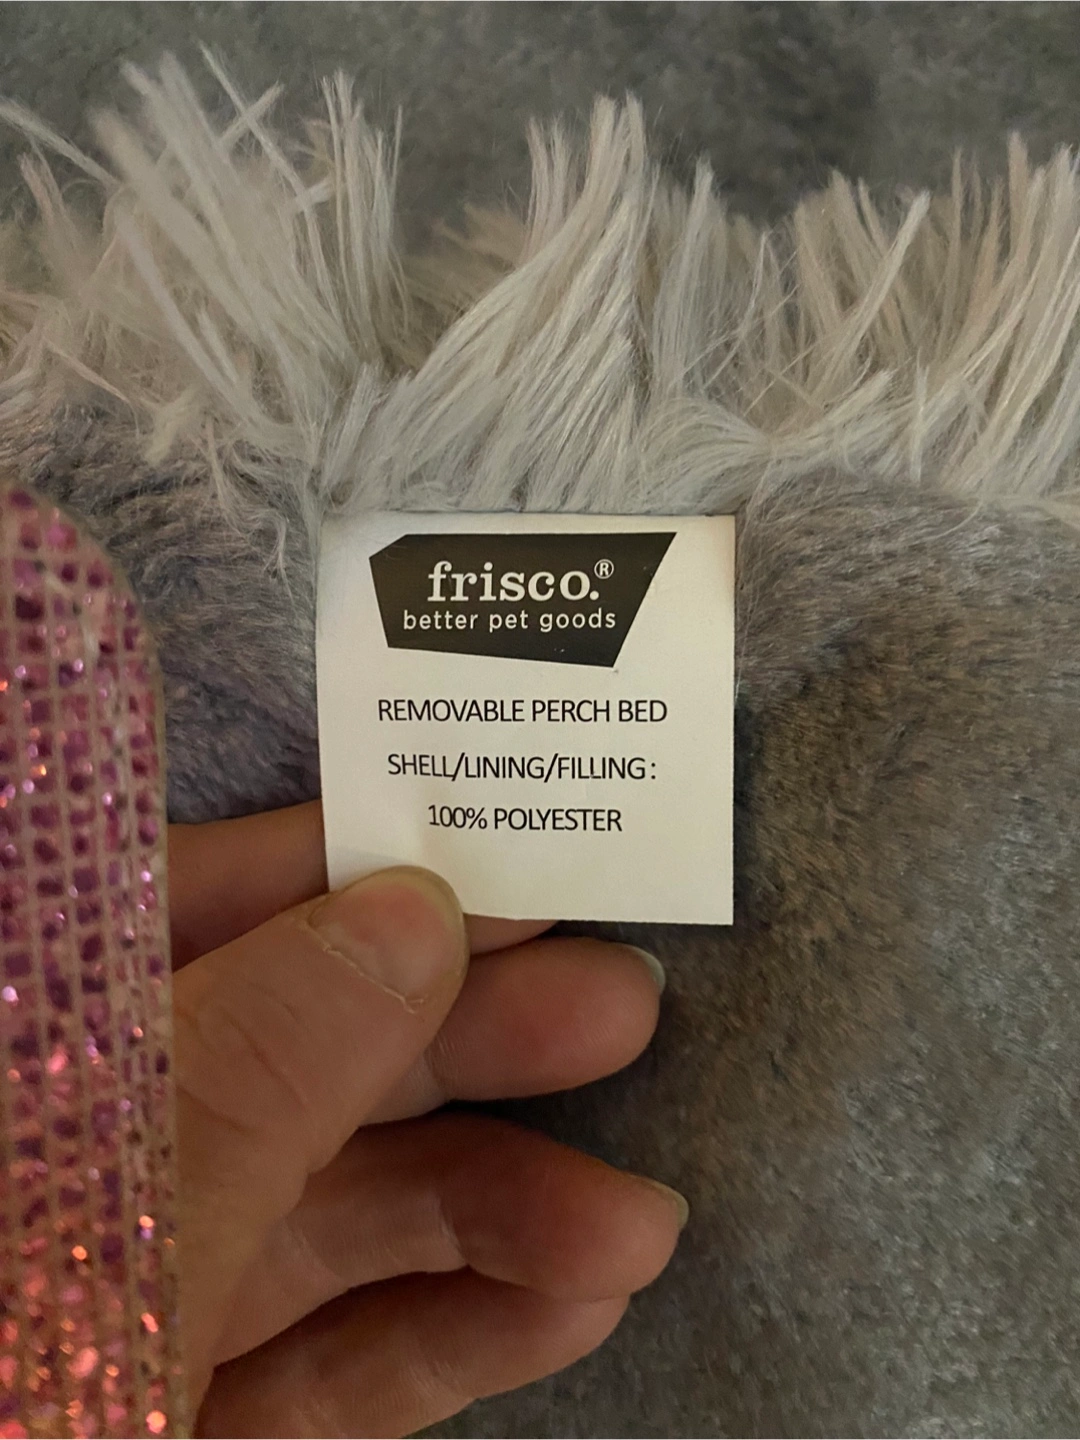 frisco.®
better pet goods
REMOVABLE PERCH BED
SHELL/LINING/FILLING:
100% POLYESTER